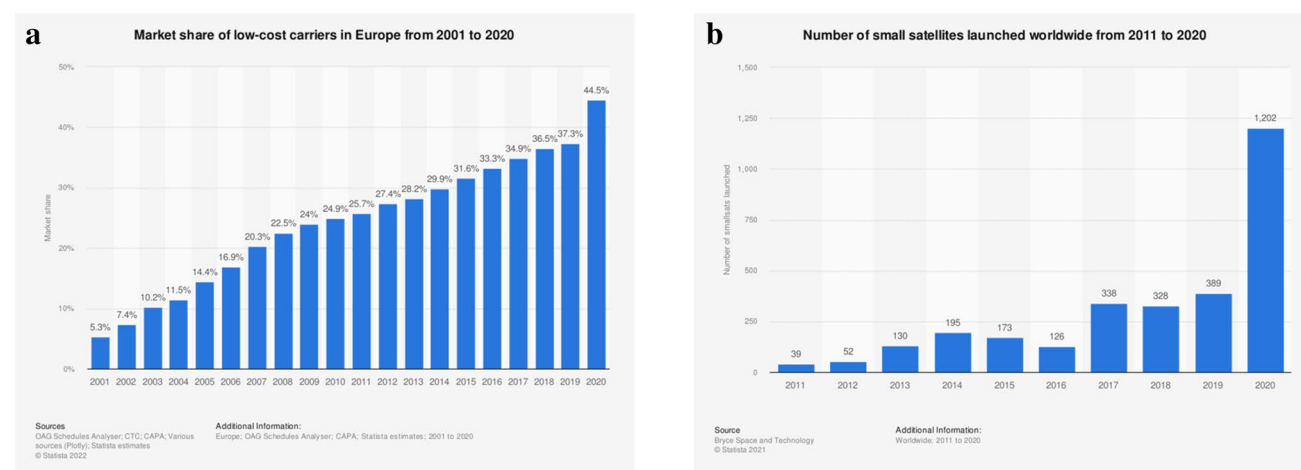 a
Market share of low-cost carriers in Europe from 2001 to 2020
50%
40%
30%
20%
10%
0%
Market share
5.3%
7.4%
10.2%
11.5%
14.4%
16.9%
20.3%
22.5%
24%
24.9%
25.7%
27.4%
28.2%
29.9%
31.6%
33.3%
34.9%
36.5%
37.3%
44.5%
2001 2002 2003 2004 2005 2006 2007 2008 2009 2010 2011 2012 2013 2014 2015 2016 2017 2018 2019 2020
Sources
OAG Schedules Analyser; CTC; CAPA; Various
sources (Plotly); Statista estimates
© Statista 2022
Additional Information:
Europe; OAG Schedules Analyser; CAPA; Statista estimates; 2001 to 2020
b
Number of small satellites launched worldwide from 2011 to 2020
1,500
1,250
1,000
750
500
250
0
Number of smallsats launched
39
52
130
195
173
126
338
328
389
1,202
2011 2012 2013 2014 2015 2016 2017 2018 2019 2020
Source
Bryce Space and Technology
© Statista 2021
Additional Information:
Worldwide; 2011 to 2020